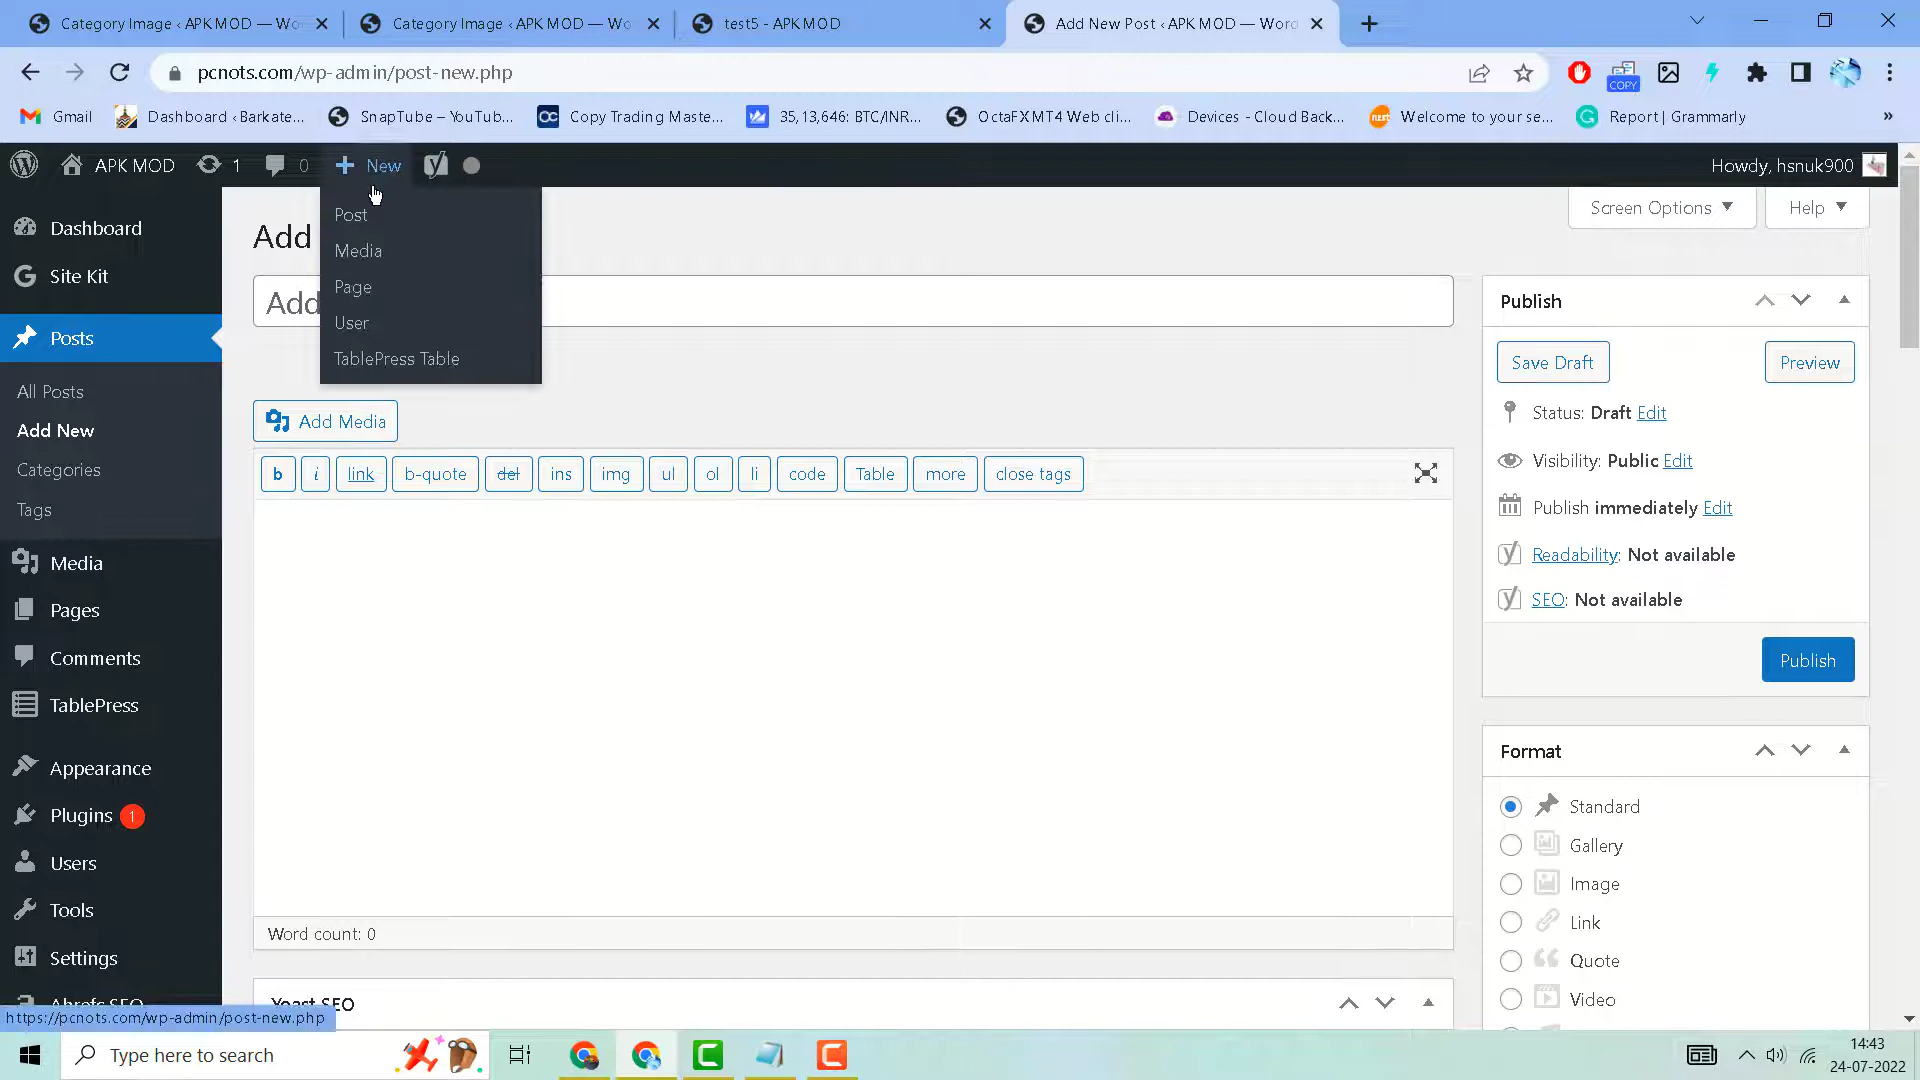 Category Image ‹ APK MOD — Wo
Category Image ‹ APK MOD — Wo
test5 - APK MOD
Add New Post ‹ APK MOD — Word
pcnots.com/wp-admin/post-new.php
COPY
Gmail
Dashboard ‹ Barkate...
SnapTube – YouTub...
Copy Trading Maste...
35,13,646: BTC/INR...
OctaFX MT4 Web cli...
Devices - Cloud Back...
Welcome to your se...
Report | Grammarly
»
APK MOD
1
0
New
Howdy, hsnuk900
Post
Media
Page
User
TablePress Table
Screen Options
Help
Dashboard
Site Kit
Posts
All Posts
Add New
Categories
Tags
Media
Pages
Comments
TablePress
Appearance
Plugins 1
Users
Tools
Settings
Ahrefs SEO
Add
Add
Add Media
b
i
link
b-quote
del
ins
img
ul
ol
li
code
Table
more
close tags
Word count: 0
Yoast SEO
Publish
Save Draft
Preview
Status: Draft Edit
Visibility: Public Edit
Publish immediately Edit
Readability: Not available
SEO: Not available
Publish
Format
Standard
Gallery
Image
Link
Quote
Video
https://pcnots.com/wp-admin/post-new.php
Type here to search
14:43
24-07-2022